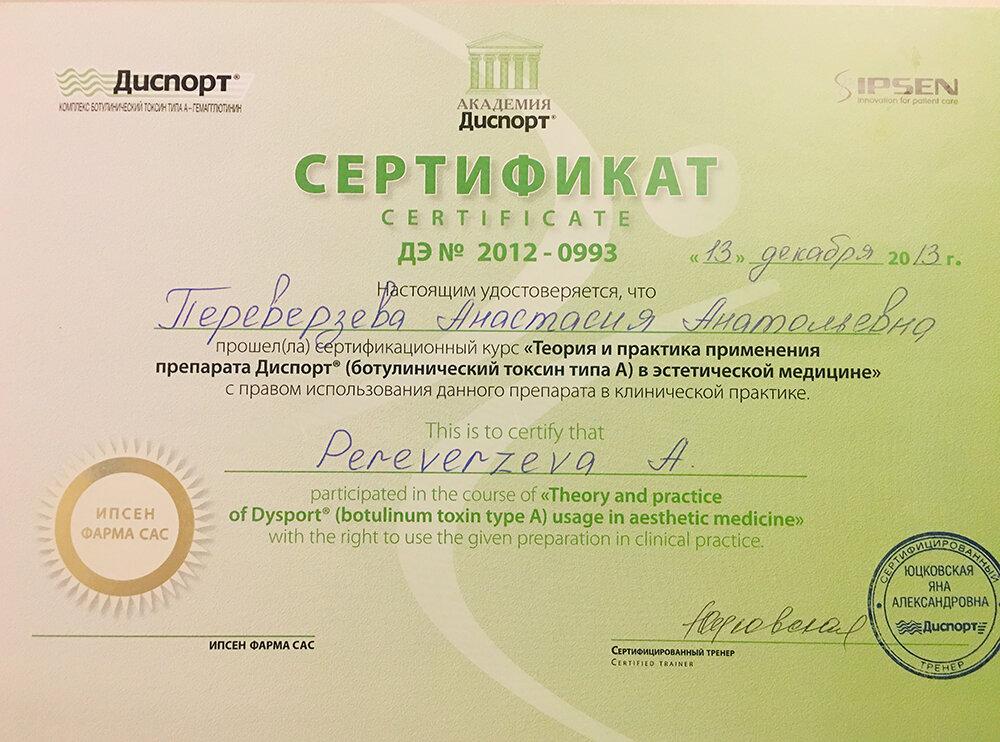 Диспорт®
КОМПЛЕКС БОТУЛИНИЧЕСКИЙ ТОКСИН ТИПА А – ГЕМАГГЛЮТИНИН
АКАДЕМИЯ
Диспорт®
IPSEN
Innovation for patient care
СЕРТИФИКАТ
CERTIFICATE
ДЭ № 2012 - 0993
«13» декабря 2013 г.
Настоящим удостоверяется, что
Переверзева Анастасия Анатольевна
прошел(ла) сертификационный курс «Теория и практика применения
препарата Диспорт® (ботулинический токсин типа А) в эстетической медицине»
с правом использования данного препарата в клинической практике.
This is to certify that
Pereverzeva A.
participated in the course of «Theory and practice
of Dysport® (botulinum toxin type A) usage in aesthetic medicine»
with the right to use the given preparation in clinical practice.
ИПСЕН
ФАРМА САС
СЕРТИФИЦИРОВАННЫЙ
ЮЦКОВСКАЯ
ЯНА
АЛЕКСАНДРОВНА
Диспорт
ТРЕНЕР
Юцковская
ИПСЕН ФАРМА САС
СЕРТИФИЦИРОВАННЫЙ ТРЕНЕР
CERTIFIED TRAINER